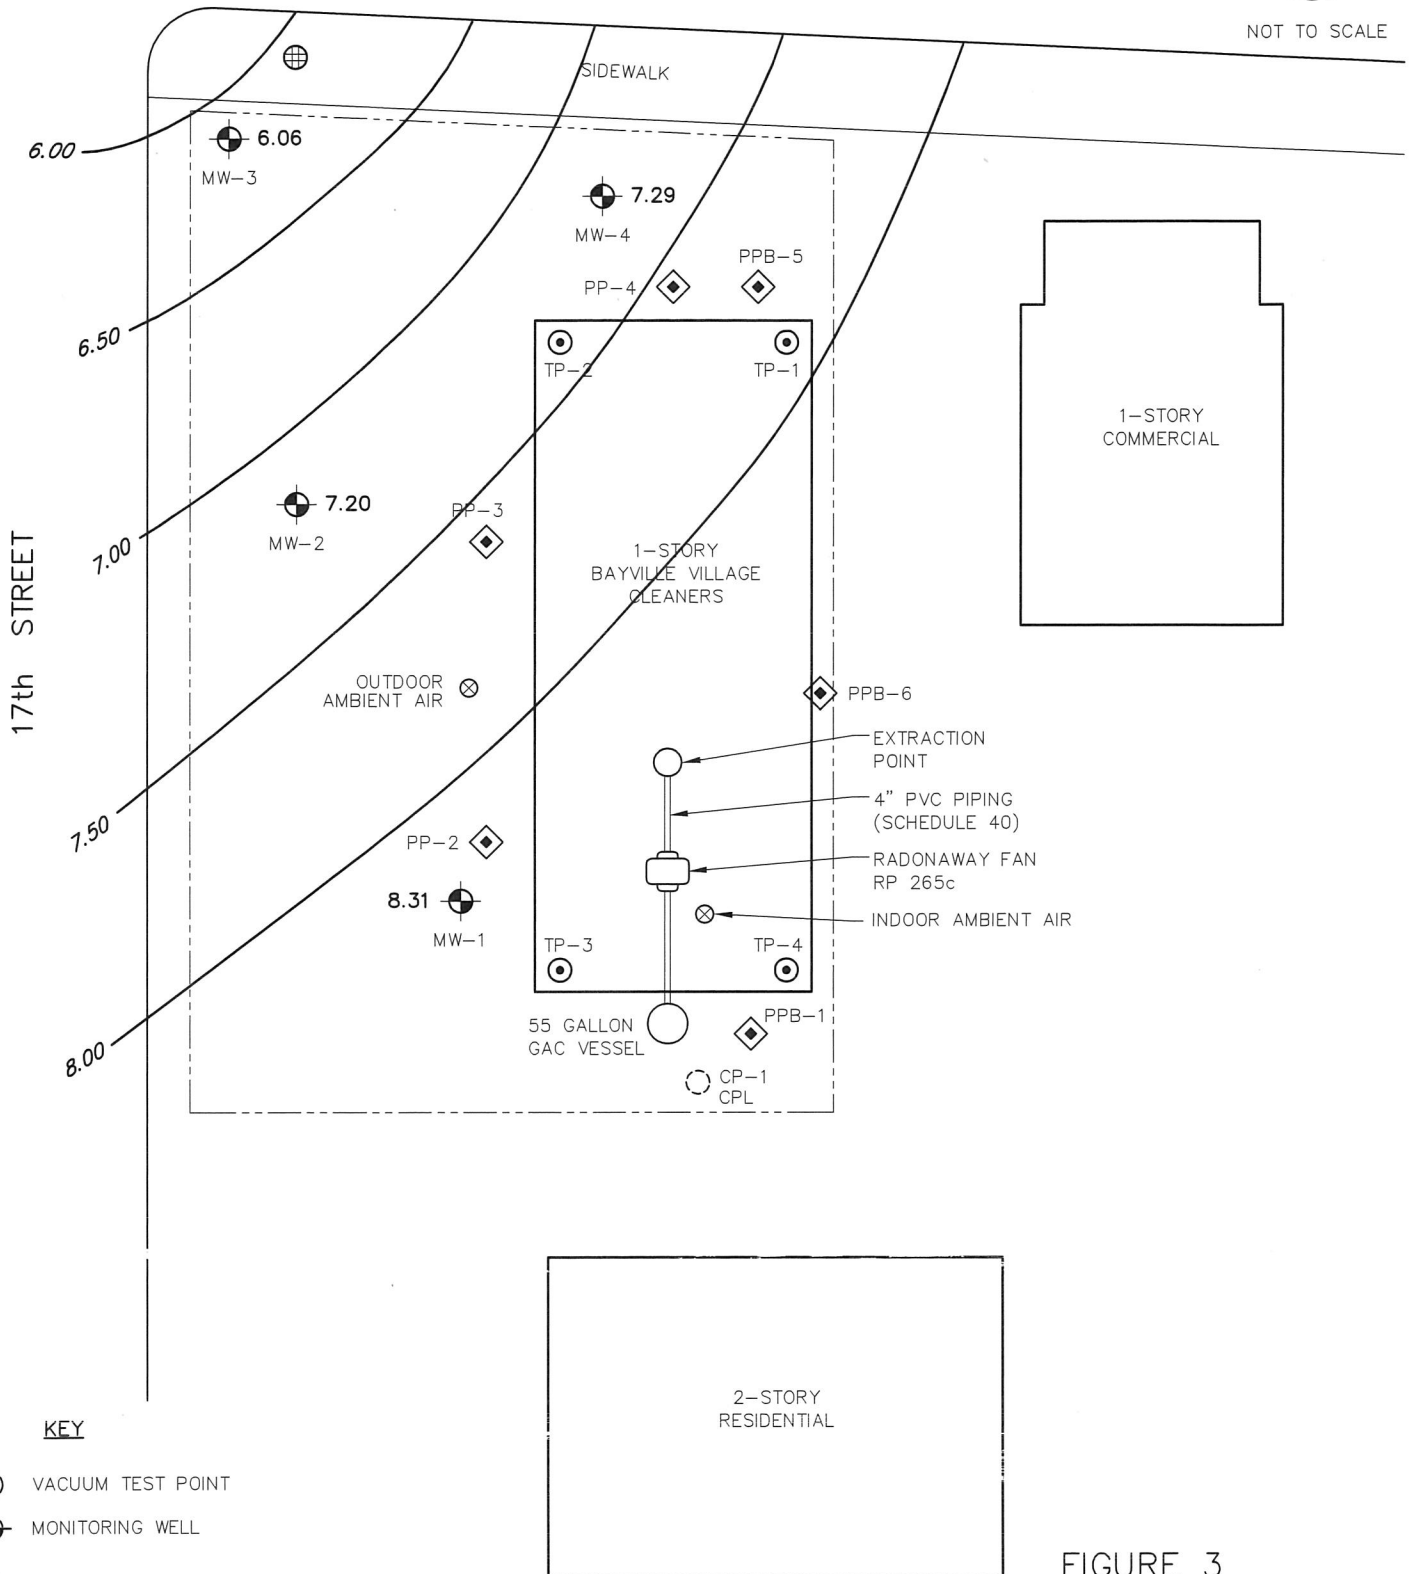 NOT TO SCALE
SIDEWALK
6.00
6.06
MW-3
7.29
MW-4
PPB-5
PP-4
6.50
TP-2
TP-1
1-STORY
COMMERCIAL
7.20
MW-2
PP-3
7.00
1-STORY
BAYVILLE VILLAGE
CLEANERS
17th STREET
OUTDOOR
AMBIENT AIR
PPB-6
EXTRACTION
POINT
4" PVC PIPING
(SCHEDULE 40)
7.50
PP-2
RADONAWAY FAN
RP 265c
8.31
MW-1
INDOOR AMBIENT AIR
TP-3
TP-4
8.00
55 GALLON
GAC VESSEL
PPB-1
CP-1
CPL
2-STORY
RESIDENTIAL
KEY
VACUUM TEST POINT
MONITORING WELL
FIGURE 3